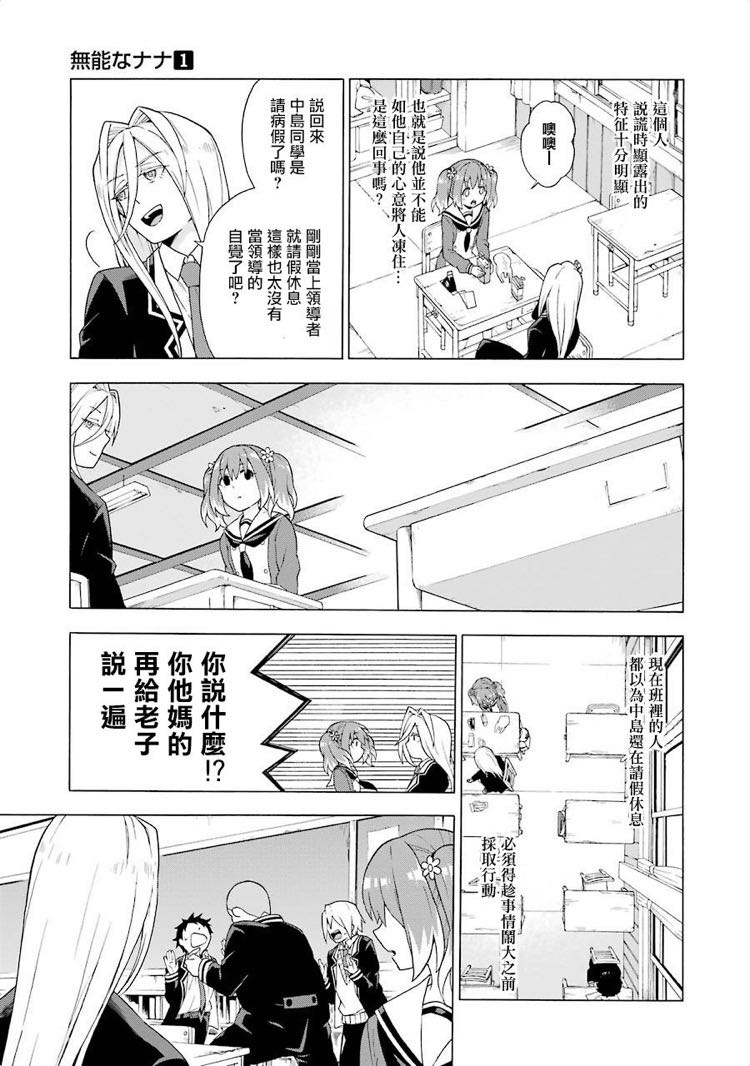 無能なナナ 1
這個人
説謊時顯露出的
特征十分明顯
噢噢ー
也就是説他並不能
如他自己的心意將人凍住…
是這麼回事嗎？
説回來
中島同學是
請病假了嗎？
剛剛當上領導者
就請假休息
這樣也太沒有
當領導的
自覺了吧？
現在班裡的人
都以為中島還在請假休息
必須得趁事情鬧大之前
採取行動
你說什麼!?
你他媽的
再給老子
說一遍